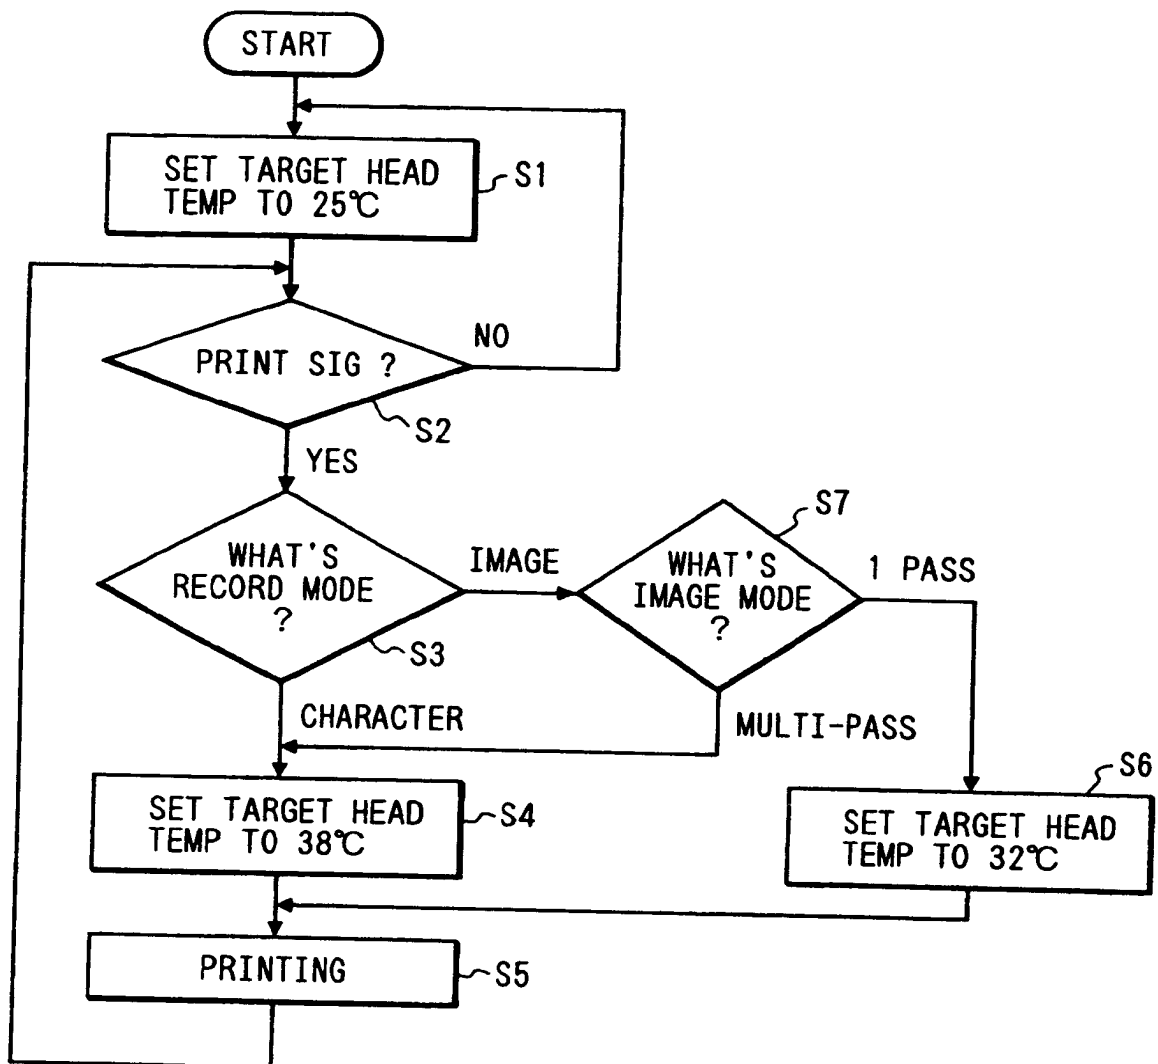 START
SET TARGET HEAD
TEMP TO 25℃
S1
PRINT SIG ?
NO
S2
YES
WHAT'S
RECORD MODE
?
S3
IMAGE
S7
WHAT'S
IMAGE MODE
?
1 PASS
CHARACTER
MULTI-PASS
SET TARGET HEAD
TEMP TO 38℃
S4
S6
SET TARGET HEAD
TEMP TO 32℃
PRINTING
S5